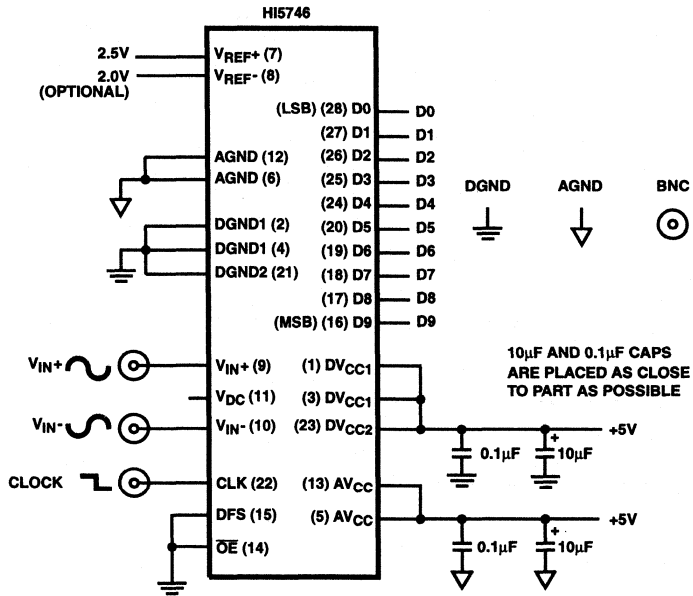 HI5746
2.5V
VREF+ (7)
2.0V
VREF- (8)
(OPTIONAL)
(LSB) (28) D0
D0
(27) D1
D1
AGND (12)
(26) D2
D2
AGND (6)
(25) D3
D3
(24) D4
D4
DGND1 (2)
(20) D5
D5
DGND1 (4)
(19) D6
D6
DGND2 (21)
(18) D7
D7
(17) D8
D8
(MSB) (16) D9
D9
DGND
AGND
BNC
10µF AND 0.1µF CAPS
ARE PLACED AS CLOSE
TO PART AS POSSIBLE
VIN+
VIN+ (9)
(1) DVCC1
VDC (11)
(3) DVCC1
VIN-
VIN- (10)
(23) DVCC2
+5V
0.1µF
+
10µF
CLOCK
CLK (22)
(13) AVCC
DFS (15)
(5) AVCC
+5V
OE (14)
0.1µF
+
10µF